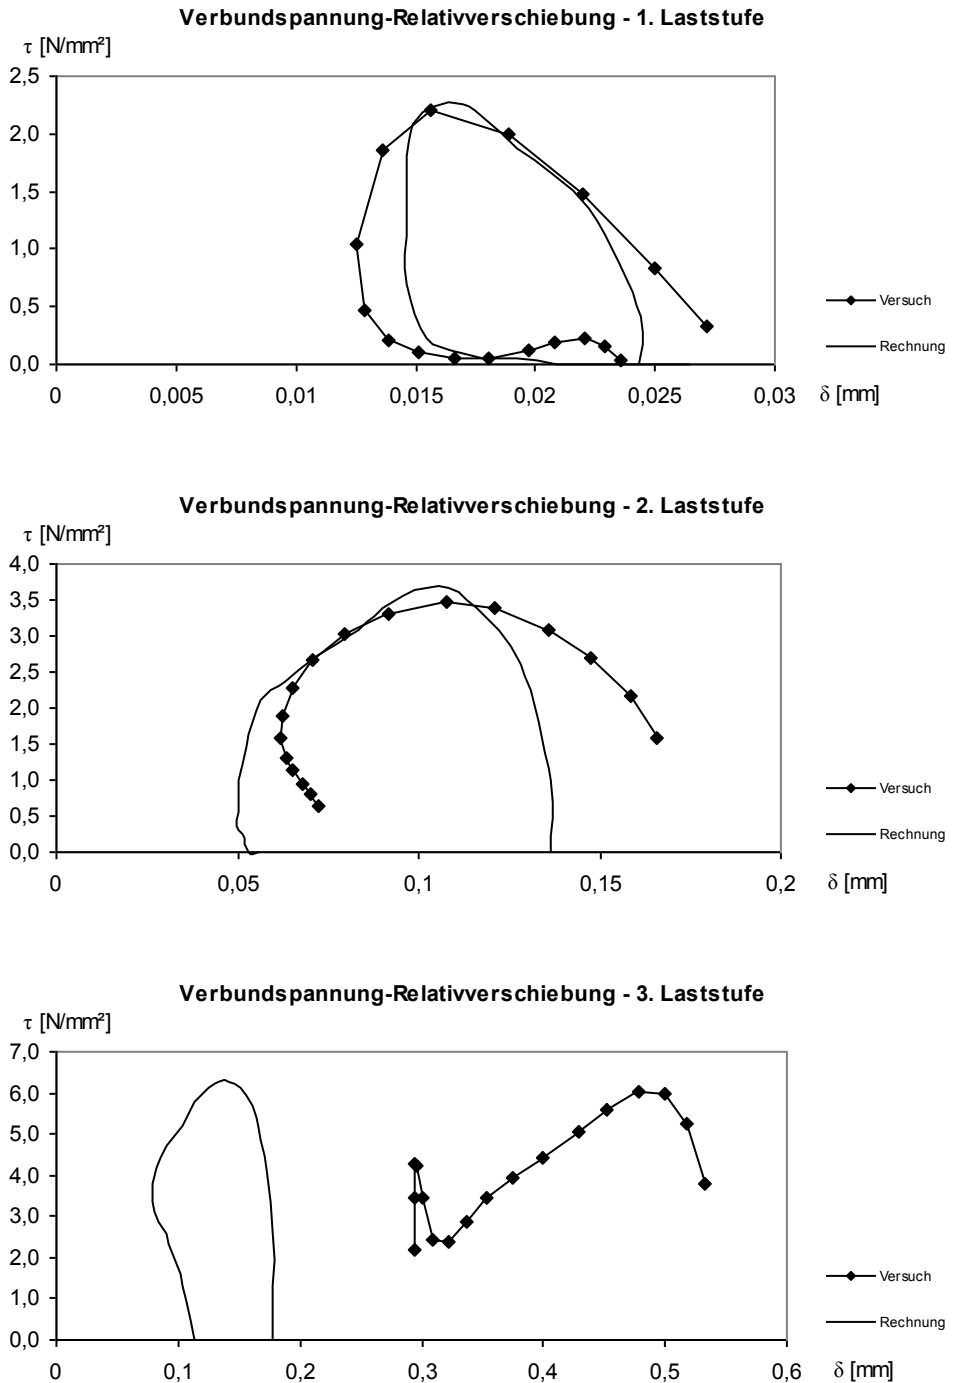 Verbundspannung-Relativverschiebung - 1. Laststufe
τ [N/mm²]
2,5
2,0
1,5
1,0
0,5
0,0
0 0,005 0,01 0,015 0,02 0,025 0,03 δ [mm]
Versuch
Rechnung
Verbundspannung-Relativverschiebung - 2. Laststufe
τ [N/mm²]
4,0
3,5
3,0
2,5
2,0
1,5
1,0
0,5
0,0
0 0,05 0,1 0,15 0,2 δ [mm]
Versuch
Rechnung
Verbundspannung-Relativverschiebung - 3. Laststufe
τ [N/mm²]
7,0
6,0
5,0
4,0
3,0
2,0
1,0
0,0
0 0,1 0,2 0,3 0,4 0,5 0,6 δ [mm]
Versuch
Rechnung